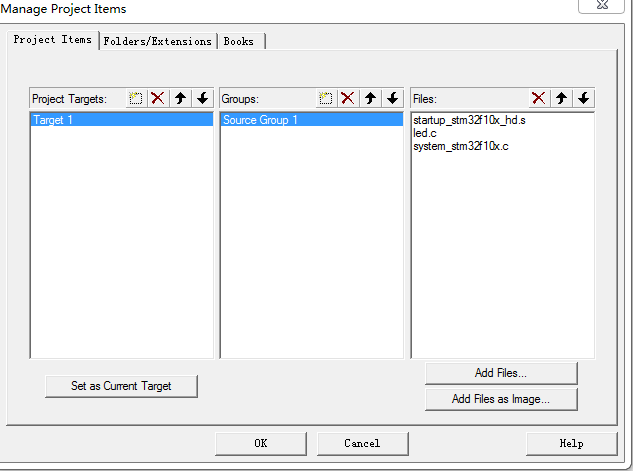 Manage Project Items
Project Items
Folders/Extensions
Books
Project Targets:
Groups:
Files:
Target 1
Source Group 1
startup_stm32f10x_hd.s
led.c
system_stm32f10x.c
Set as Current Target
Add Files...
Add Files as Image...
OK
Cancel
Help